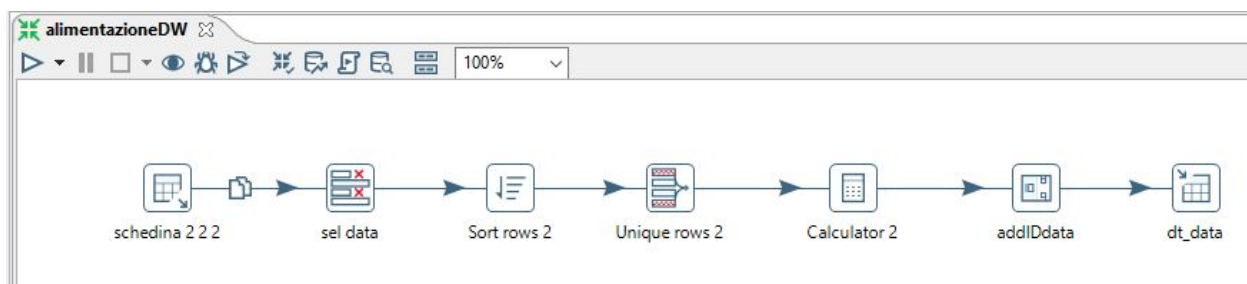 alimentazioneDW
100%
schedina 2 2 2
sel data
Sort rows 2
Unique rows 2
Calculator 2
addIDdata
dt_data